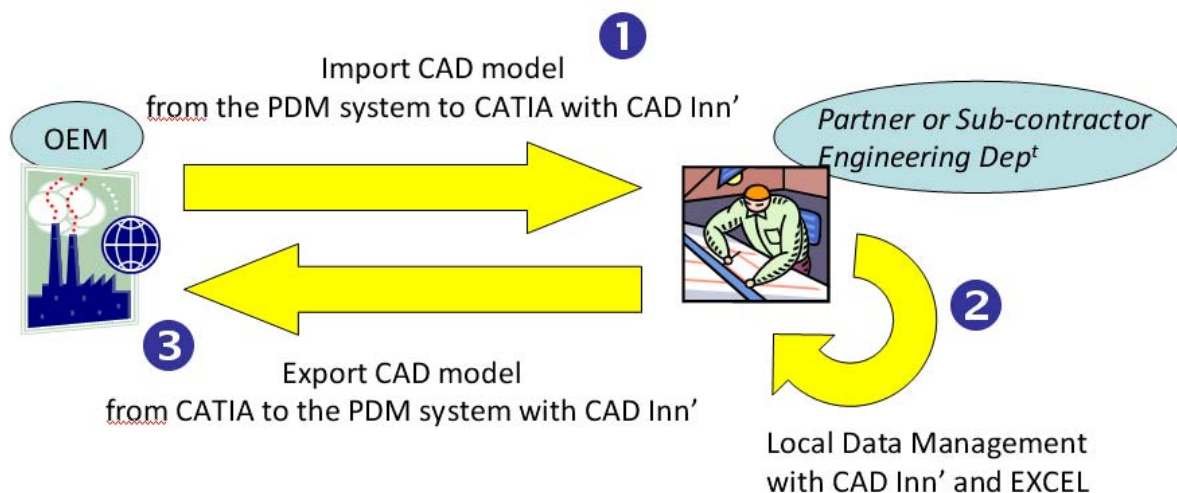 1
Import CAD model
from the PDM system to CATIA with CAD Inn’
OEM
Partner or Sub-contractor
Engineering Depᵗ
2
3
Export CAD model
from CATIA to the PDM system with CAD Inn’
Local Data Management
with CAD Inn’ and EXCEL